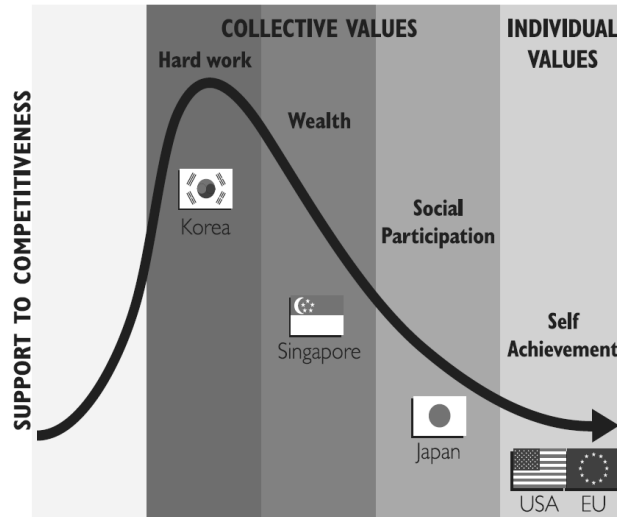 COLLECTIVE VALUES
INDIVIDUAL
VALUES
Hard work
Wealth
Social
Participation
Self
Achievement
SUPPORT TO COMPETITIVENESS
Korea
Singapore
Japan
USA
EU